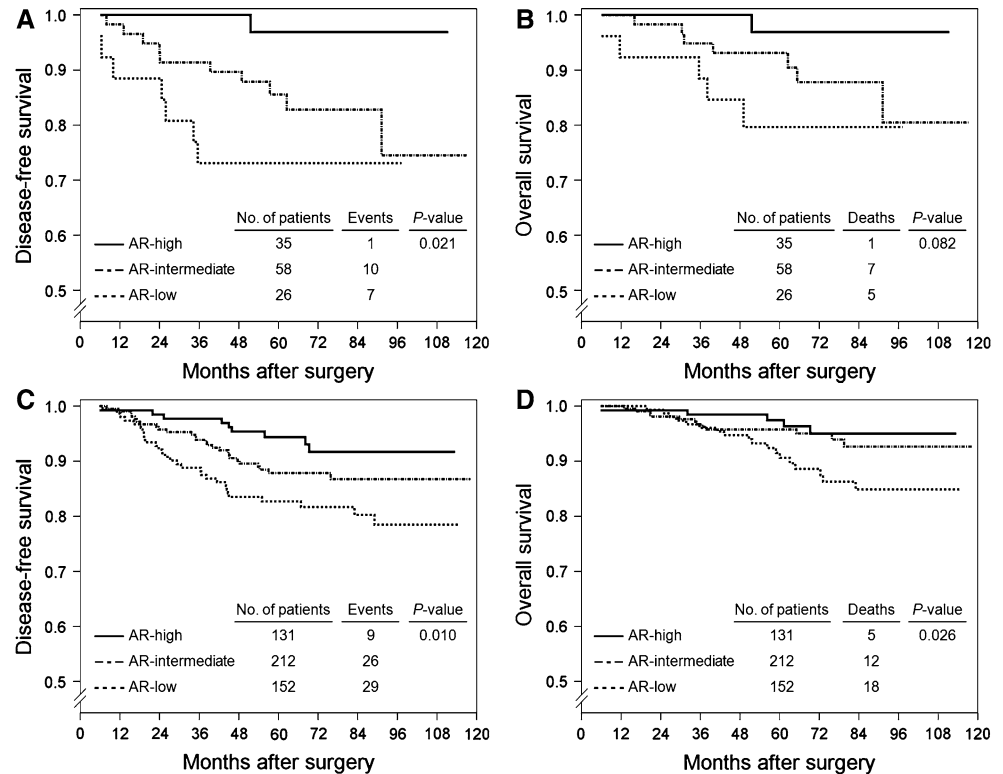 A
Disease-free survival
1.0
0.9
0.8
0.7
0.6
0.5
No. of patients Events P-value
AR-high 35 1 0.021
AR-intermediate 58 10
AR-low 26 7
0 12 24 36 48 60 72 84 96 108 120
Months after surgery
B
Overall survival
1.0
0.9
0.8
0.7
0.6
0.5
No. of patients Deaths P-value
AR-high 35 1 0.082
AR-intermediate 58 7
AR-low 26 5
0 12 24 36 48 60 72 84 96 108 120
Months after surgery
C
Disease-free survival
1.0
0.9
0.8
0.7
0.6
0.5
No. of patients Events P-value
AR-high 131 9 0.010
AR-intermediate 212 26
AR-low 152 29
0 12 24 36 48 60 72 84 96 108 120
Months after surgery
D
Overall survival
1.0
0.9
0.8
0.7
0.6
0.5
No. of patients Deaths P-value
AR-high 131 5 0.026
AR-intermediate 212 12
AR-low 152 18
0 12 24 36 48 60 72 84 96 108 120
Months after surgery